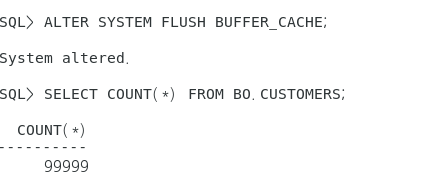 SQL> ALTER SYSTEM FLUSH BUFFER_CACHE;
System altered.
SQL> SELECT COUNT(*) FROM BO.CUSTOMERS;
COUNT(*)
----------
99999